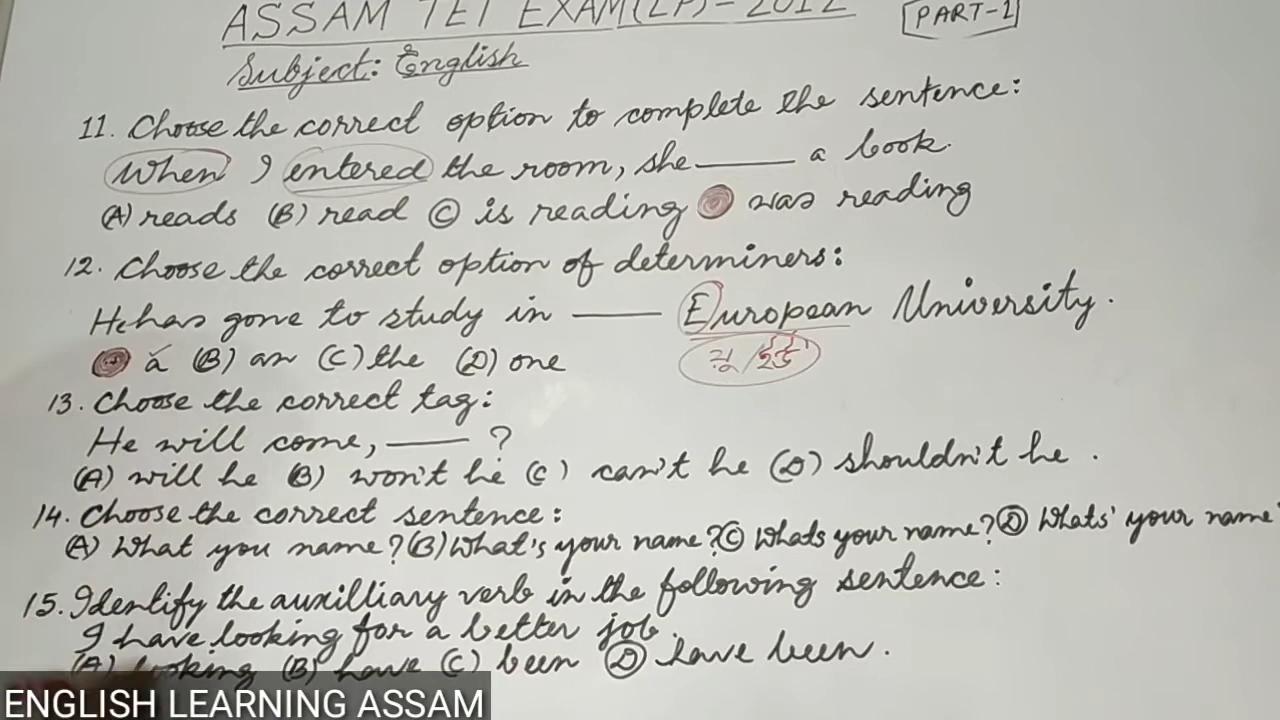 ASSAM TET EXAM(LP)-2012
PART-1
Subject: English
11. Choose the correct option to complete the sentence:
When I entered the room, she ____ a book.
(A) reads (B) read (C) is reading was reading
12. Choose the correct option of determiners:
He has gone to study in ____ European University.
a (B) an (C) the (D) one
13. Choose the correct tag:
He will come, ____ ?
(A) will he (B) won't he (C) can't he (D) shouldn't he.
14. Choose the correct sentence:
(A) What you name? (B) What's your name? (C) Whats your name? (D) Whats' your name
15. Identify the auxilliary verb in the following sentence:
I have looking for a better job.
(A) looking (B) have (C) been (D) have been.
ENGLISH LEARNING ASSAM